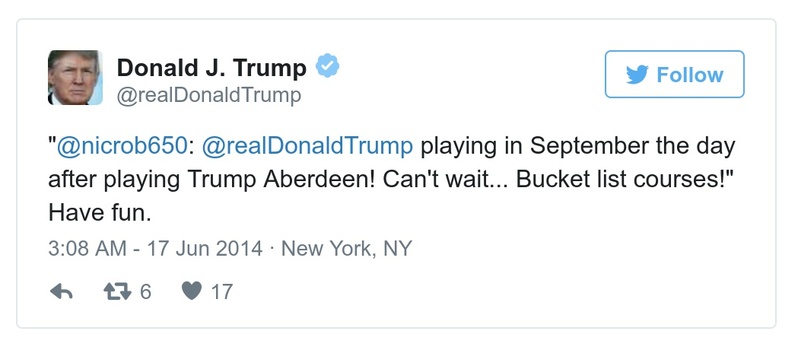 Donald J. Trump
Follow
@realDonaldTrump
"@nicrob650: @realDonaldTrump playing in September the day
after playing Trump Aberdeen! Can't wait... Bucket list courses!"
Have fun.
3:08 AM - 17 Jun 2014 · New York, NY
6 17